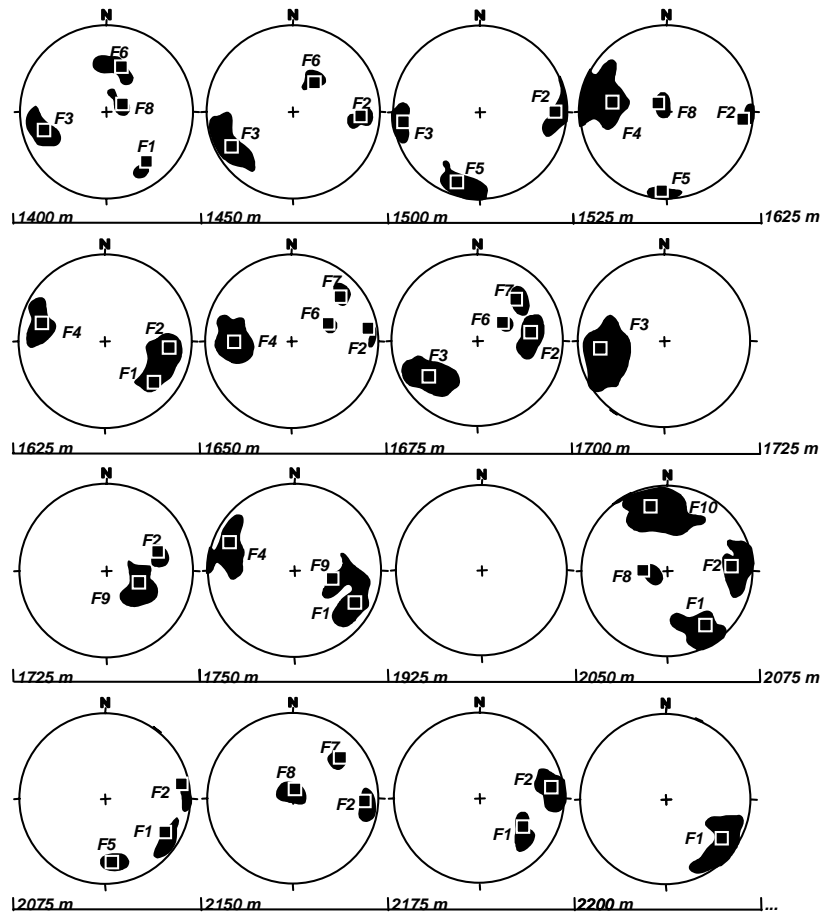 N N N N
F6 F6
F8 F2 F2 F8 F2
F3 F3 F3 F4
F1 F5 F5
1400 m 1450 m 1500 m 1525 m 1625 m
N N N N
F7 F7
F4 F2 F6 F6 F3
F1 F4 F2 F3 F2
1625 m 1650 m 1675 m 1700 m 1725 m
N N N N
F10
F2 F4 F9 F8 F2
F9 F1 F1
1725 m 1750 m 1925 m 2050 m 2075 m
N N N N
F7
F2 F8 F2 F2
F1 F1 F1
F5
2075 m 2150 m 2175 m 2200 m ...